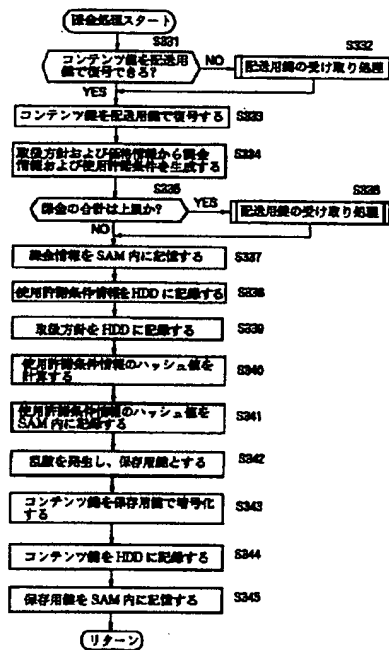 課金処理スタート
S331
コンテンツ鍵を配送用
鍵で復号できる?
NO
S332
配送用鍵の受け取り処理
YES
コンテンツ鍵を配送用鍵で復号する
S333
取扱方針および価格情報から課金
情報および使用許諾条件を生成する
S334
S335
課金の合計は上限か?
YES
S336
配送用鍵の受け取り処理
NO
課金情報を SAM 内に記憶する
S337
使用許諾条件情報をHDDに記録する
S338
取扱方針を HDD に記録する
S339
使用許諾条件情報のハッシュ値を
計算する
S340
使用許諾条件情報のハッシュ値を
SAM 内に記録する
S341
乱数を発生し、保存用鍵とする
S342
コンテンツ鍵を保存用鍵で暗号化
する
S343
コンテンツ鍵をHDDに記録する
S344
保存用鍵を SAM 内に記憶する
S345
リターン